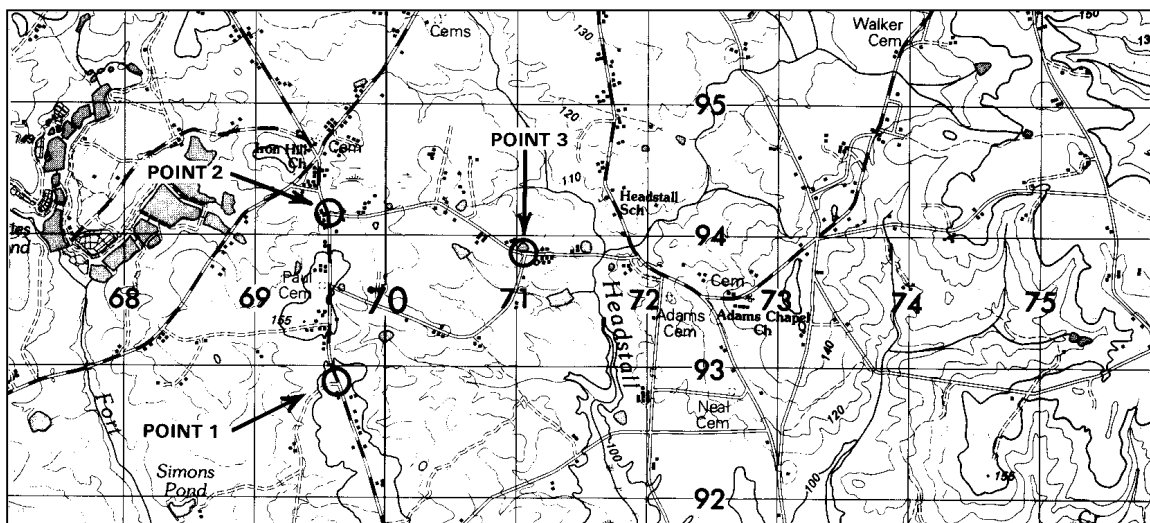 130
Walker
Cem
150
Cems
120
95
POINT 3
Iron Hill
Ch
Cem
POINT 2
110
Headstall
Sch
94
Paul
Cem
Cem
68
69
70
71
72
73
74
75
155
Adams
Cem
Adams Chapel
Ch
Headstall
140
93
Neal
Cem
120
Fort
POINT 1
100
Simons
Pond
100
155
92